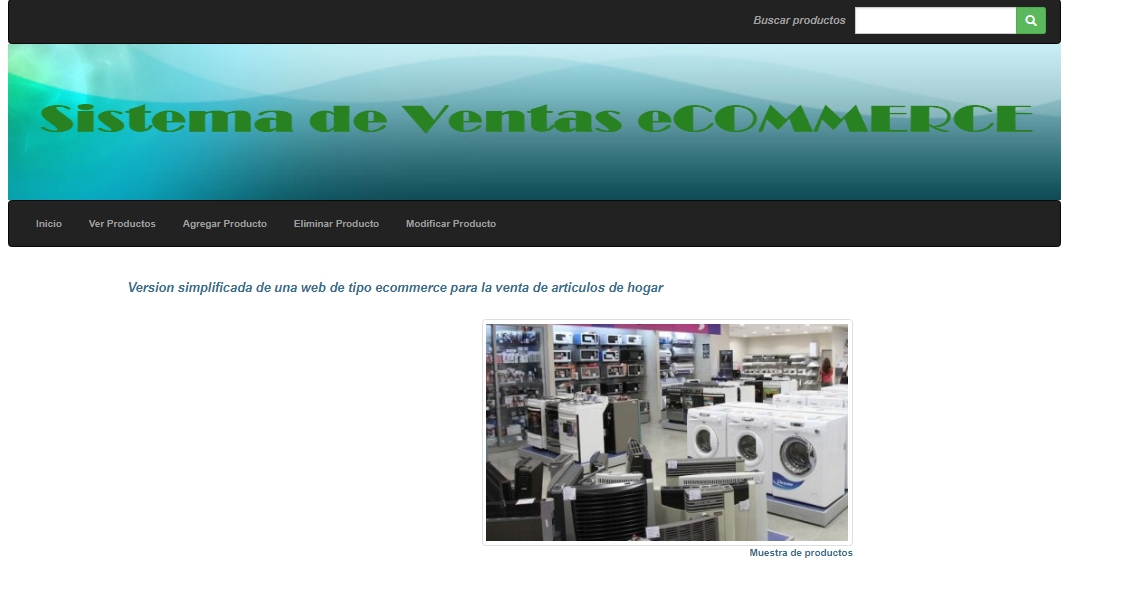 Buscar productos
Sistema de Ventas eCOMMERCE
Inicio Ver Productos Agregar Producto Eliminar Producto Modificar Producto
Version simplificada de una web de tipo ecommerce para la venta de articulos de hogar
Muestra de productos